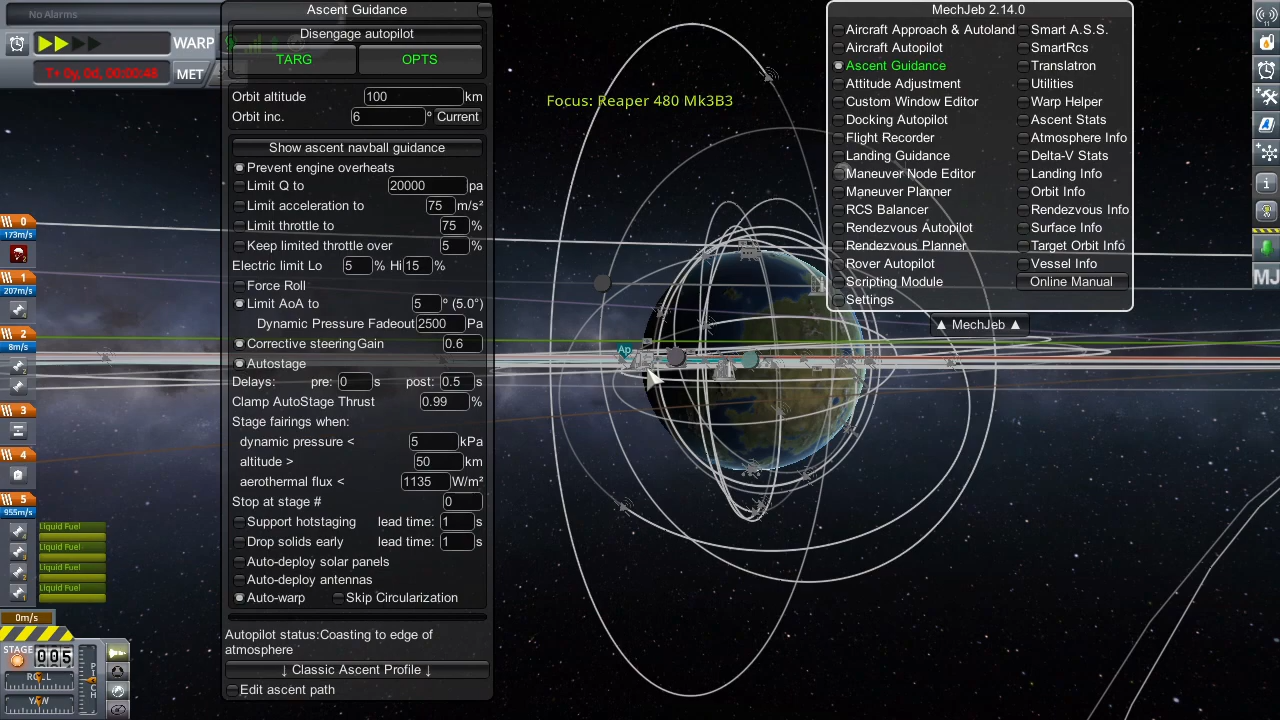 No Alarms
WARP
T+ 0y, 0d, 00:00:48
MET
Ascent Guidance
Disengage autopilot
TARG
OPTS
Orbit altitude 100 km
Orbit inc. 6 º Current
Show ascent navball guidance
Prevent engine overheats
Limit Q to 20000 pa
Limit acceleration to 75 m/s²
Limit throttle to 75 %
Keep limited throttle over 5 %
Electric limit Lo 5 % Hi 15 %
Force Roll
Limit AoA to 5 ° (5.0°)
Dynamic Pressure Fadeout 2500 Pa
Corrective steering Gain 0.6
Autostage
Delays: pre: 0 s post: 0.5 s
Clamp AutoStage Thrust 0.99 %
Stage fairings when:
dynamic pressure < 5 kPa
altitude > 50 km
aerothermal flux < 1135 W/m²
Stop at stage # 0
Support hotstaging lead time: 1 s
Drop solids early lead time: 1 s
Auto-deploy solar panels
Auto-deploy antennas
Auto-warp Skip Circularization
Autopilot status:Coasting to edge of
atmosphere
↓ Classic Ascent Profile ↓
Edit ascent path
Focus: Reaper 480 Mk3B3
Ap
MechJeb 2.14.0
Aircraft Approach & Autoland
Aircraft Autopilot
Ascent Guidance
Attitude Adjustment
Custom Window Editor
Docking Autopilot
Flight Recorder
Landing Guidance
Maneuver Node Editor
Maneuver Planner
RCS Balancer
Rendezvous Autopilot
Rendezvous Planner
Rover Autopilot
Scripting Module
Settings
Smart A.S.S.
SmartRcs
Translatron
Utilities
Warp Helper
Ascent Stats
Atmosphere Info
Delta-V Stats
Landing Info
Orbit Info
Rendezvous Info
Surface Info
Target Orbit Info
Vessel Info
Online Manual
▲ MechJeb ▲
MJ
0
173m/s
1
207m/s
2
8m/s
3
4
5
955m/s
Liquid Fuel
Liquid Fuel
Liquid Fuel
Liquid Fuel
0m/s
STAGE
005
ROLL
YAW
PITCH